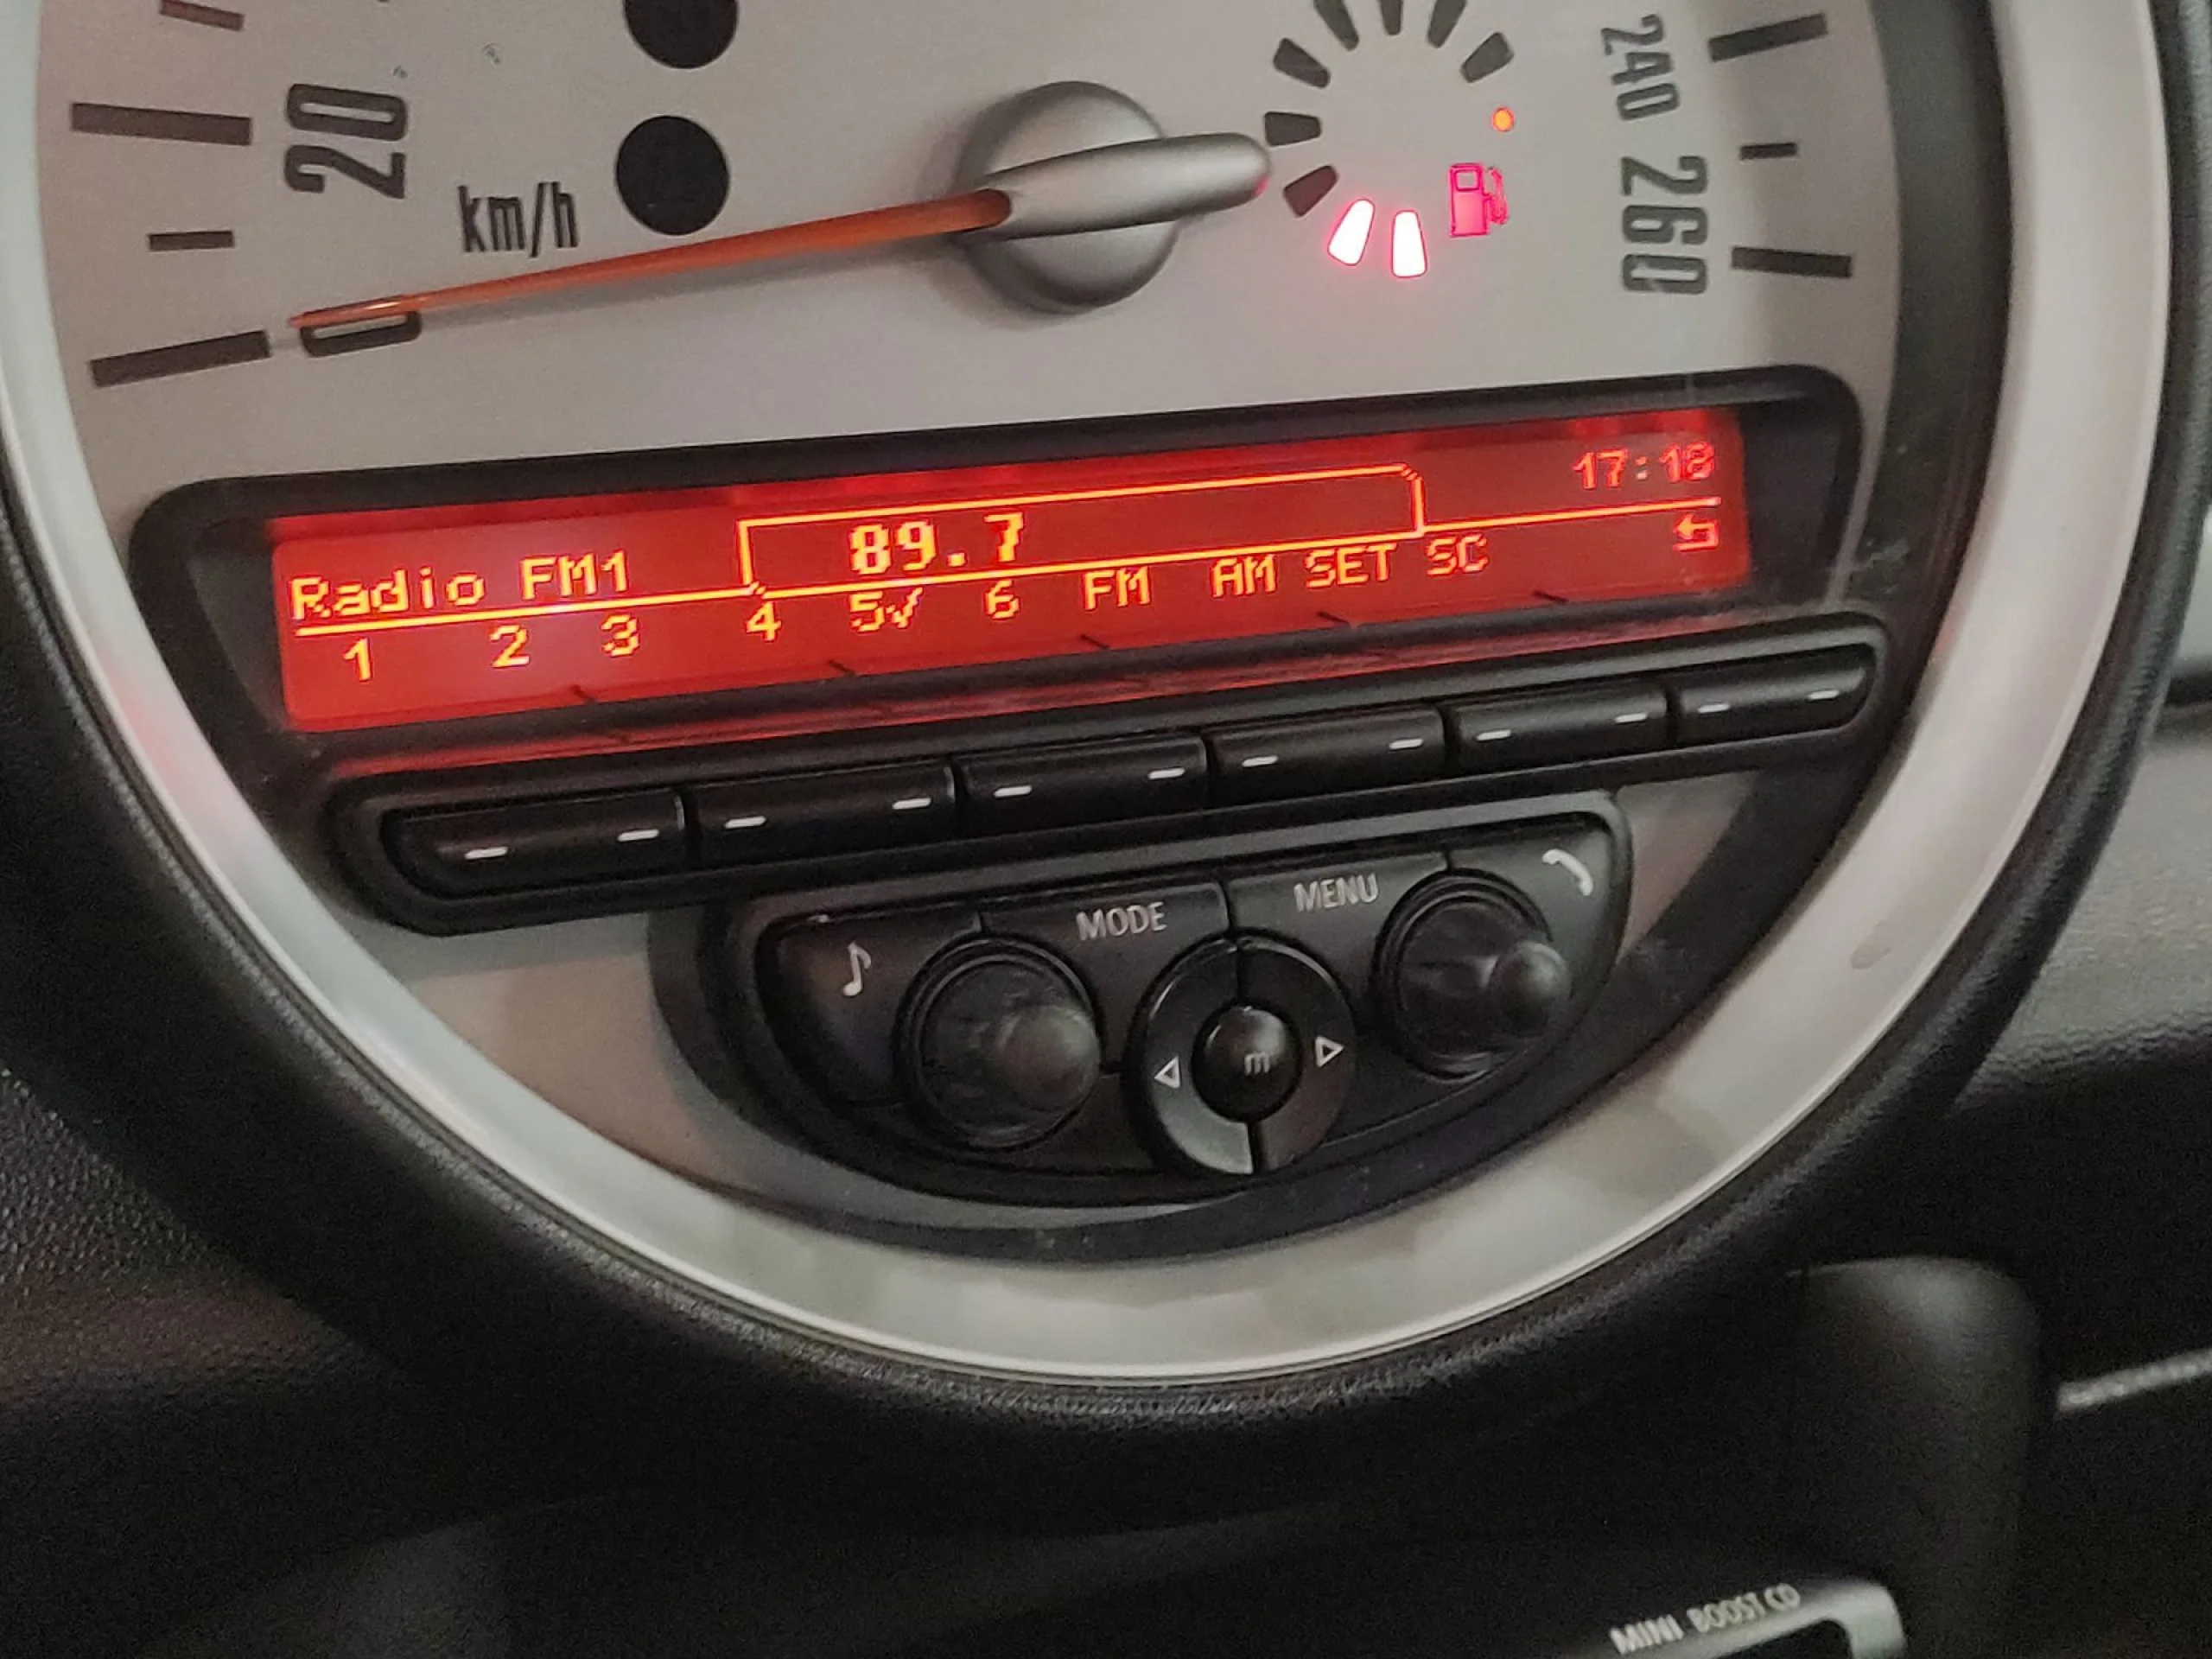 20
km/h
0
240
260
17:18
89.7
Radio FM1
1 2 3 4 5✓ 6 FM AM SET SC
MODE
MENU
m
MINI BOOST CD